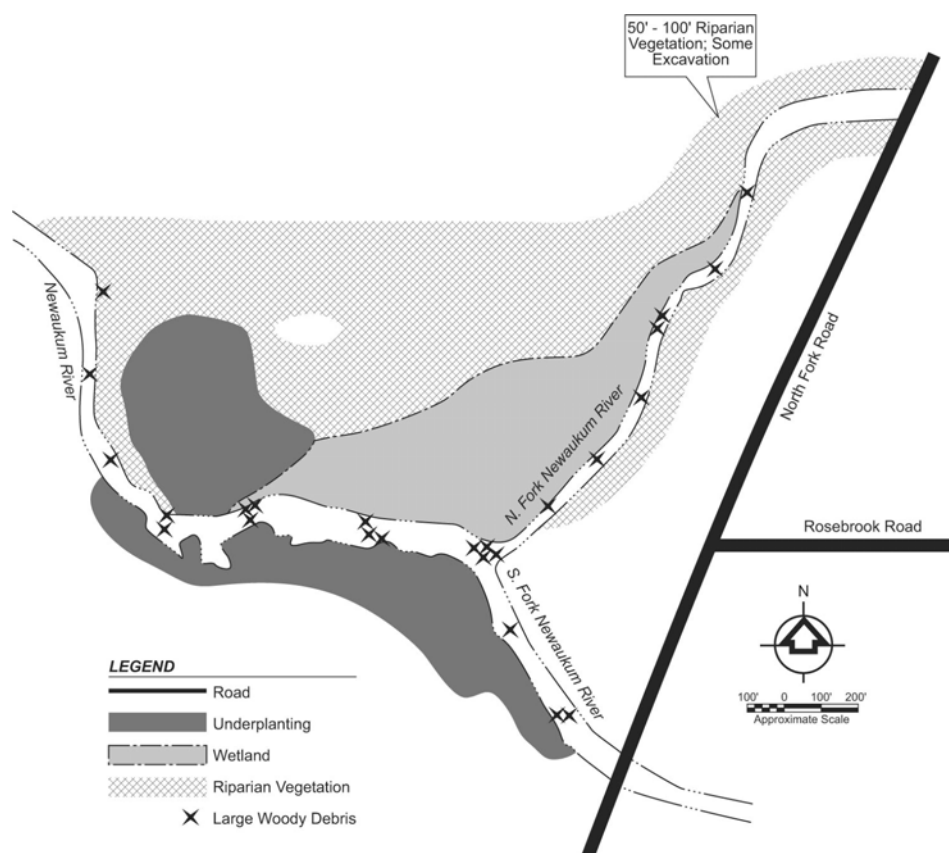 50' - 100' Riparian
Vegetation; Some
Excavation
Newaukum River
N. Fork Newaukum River
North Fork Road
Rosebrook Road
S. Fork Newaukum River
N
LEGEND
Road
Underplanting
Wetland
Riparian Vegetation
Large Woody Debris
100' 0 100' 200'
Approximate Scale